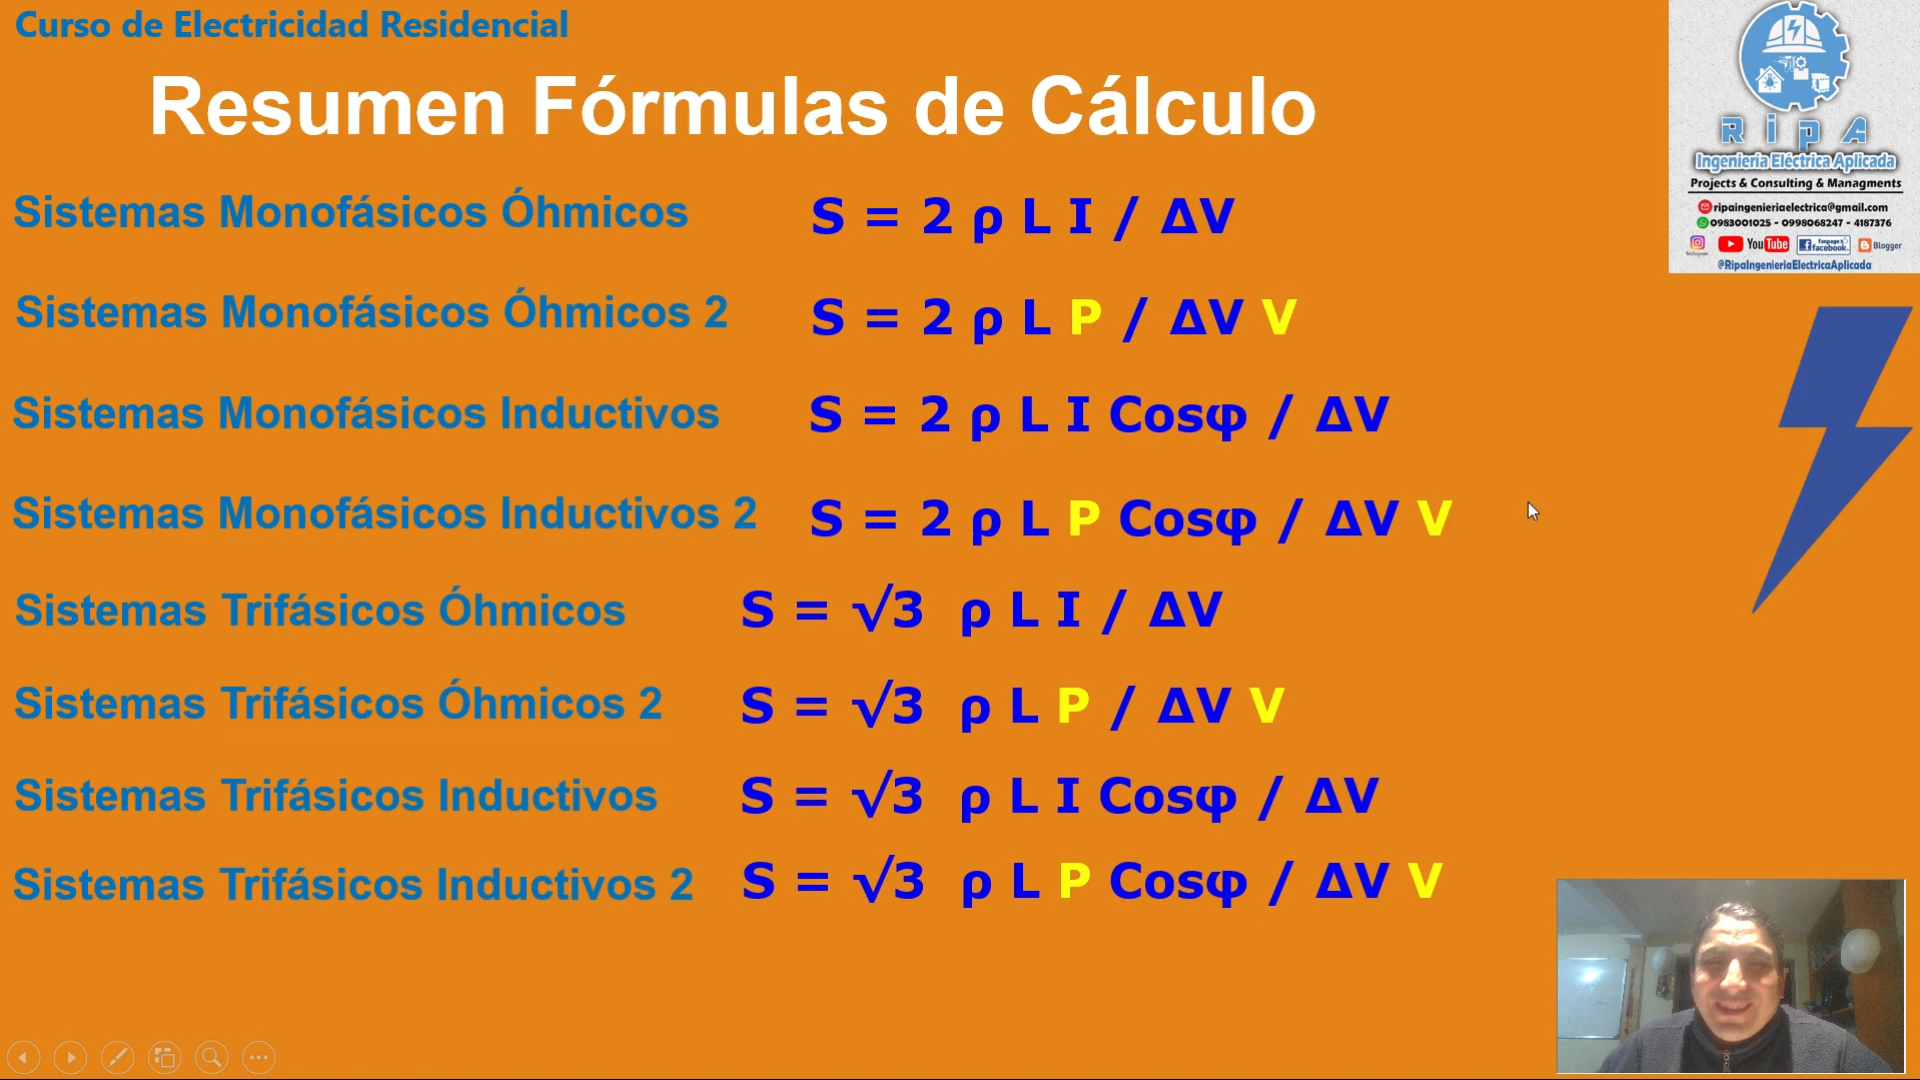 Curso de Electricidad Residencial
Resumen Fórmulas de Cálculo
Sistemas Monofásicos Óhmicos S = 2 ρ L I / ΔV
Sistemas Monofásicos Óhmicos 2 S = 2 ρ L P / ΔV V
Sistemas Monofásicos Inductivos S = 2 ρ L I Cosφ / ΔV
Sistemas Monofásicos Inductivos 2 S = 2 ρ L P Cosφ / ΔV V
Sistemas Trifásicos Óhmicos S = √3 ρ L I / ΔV
Sistemas Trifásicos Óhmicos 2 S = √3 ρ L P / ΔV V
Sistemas Trifásicos Inductivos S = √3 ρ L I Cosφ / ΔV
Sistemas Trifásicos Inductivos 2 S = √3 ρ L P Cosφ / ΔV V
RipA
Ingenieria Eléctrica Aplicada
Projects & Consulting & Managments
ripaingenieriaelectrica@gmail.com
0983001025 - 0998068247 - 4187376
YouTube facebook Blogger
@RipaIngenieriaElectricaAplicada